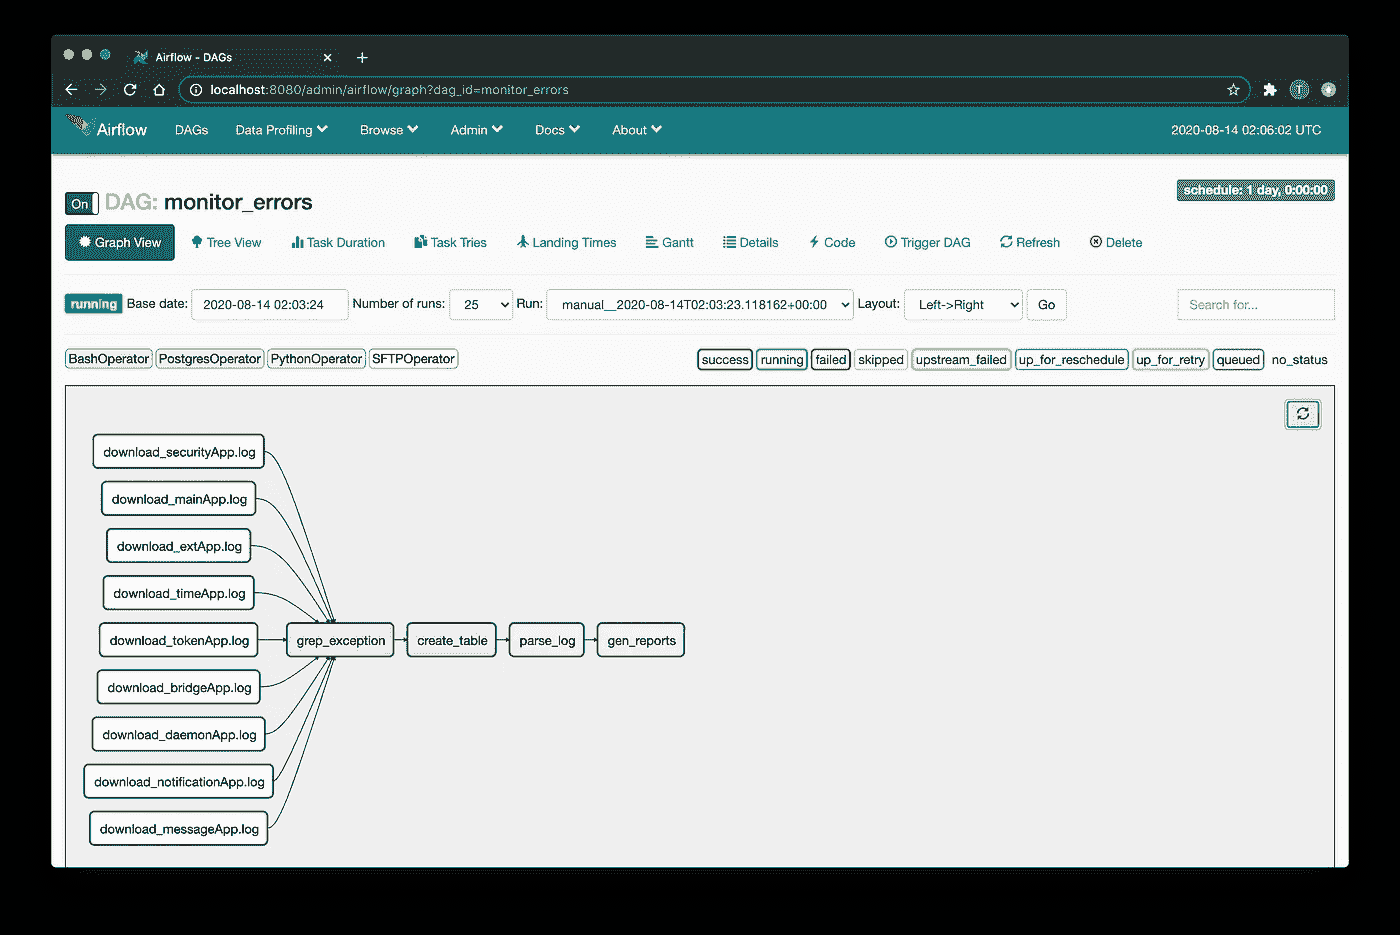 Airflow - DAGs
localhost:8080/admin/airflow/graph?dag_id=monitor_errors
T
Airflow DAGs Data Profiling Browse Admin Docs About 2020-08-14 02:06:02 UTC
On DAG: monitor_errors
schedule: 1 day, 0:00:00
Graph View Tree View Task Duration Task Tries Landing Times Gantt Details Code Trigger DAG Refresh Delete
running Base date: 2020-08-14 02:03:24 Number of runs: 25 Run: manual__2020-08-14T02:03:23.118162+00:00 Layout: Left->Right Go Search for...
BashOperator PostgresOperator PythonOperator SFTPOperator success running failed skipped upstream_failed up_for_reschedule up_for_retry queued no_status
download_securityApp.log
download_mainApp.log
download_extApp.log
download_timeApp.log
download_tokenApp.log grep_exception create_table parse_log gen_reports
download_bridgeApp.log
download_daemonApp.log
download_notificationApp.log
download_messageApp.log